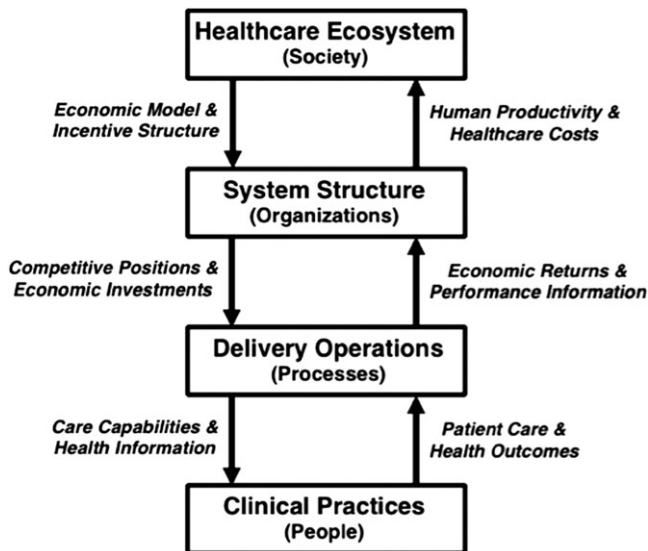 Healthcare Ecosystem
(Society)
Economic Model &
Incentive Structure
Human Productivity &
Healthcare Costs
System Structure
(Organizations)
Competitive Positions &
Economic Investments
Economic Returns &
Performance Information
Delivery Operations
(Processes)
Care Capabilities &
Health Information
Patient Care &
Health Outcomes
Clinical Practices
(People)